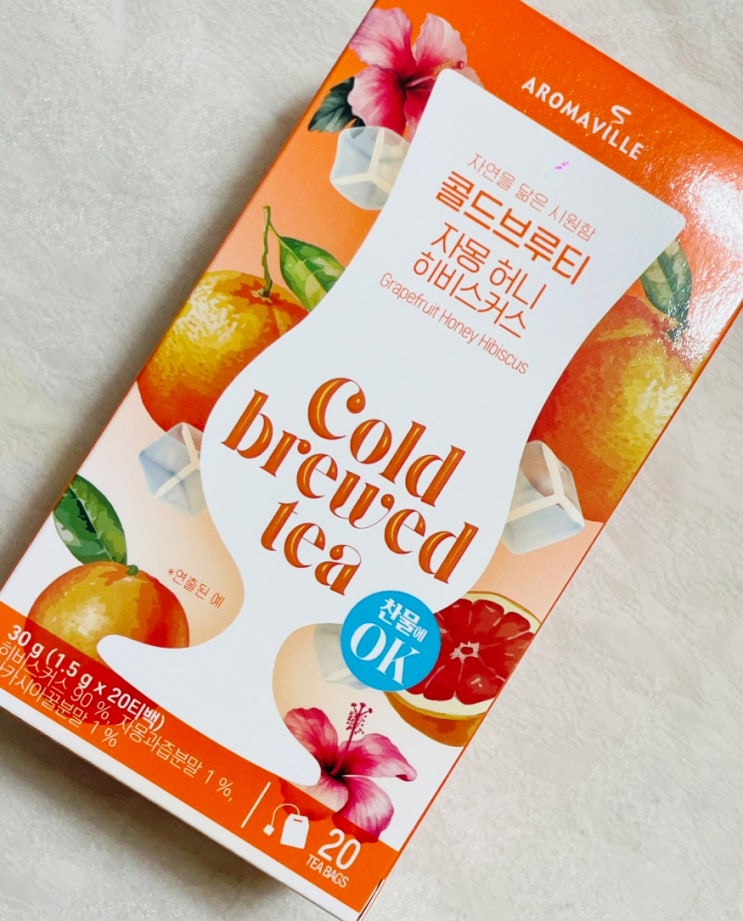 AROMAVILLE
자연을 닮은 시원함
콜드브루티
자몽 허니
히비스커스
Grapefruit Honey Hibiscus
Cold
brewed
tea
*연출된 예
찬물에
OK
30 g (1.5 g x 20티백)
히비스커스 90 %, 자몽과즙분말 1 %,
아카시아꿀분말 1 %
20
TEA BAGS